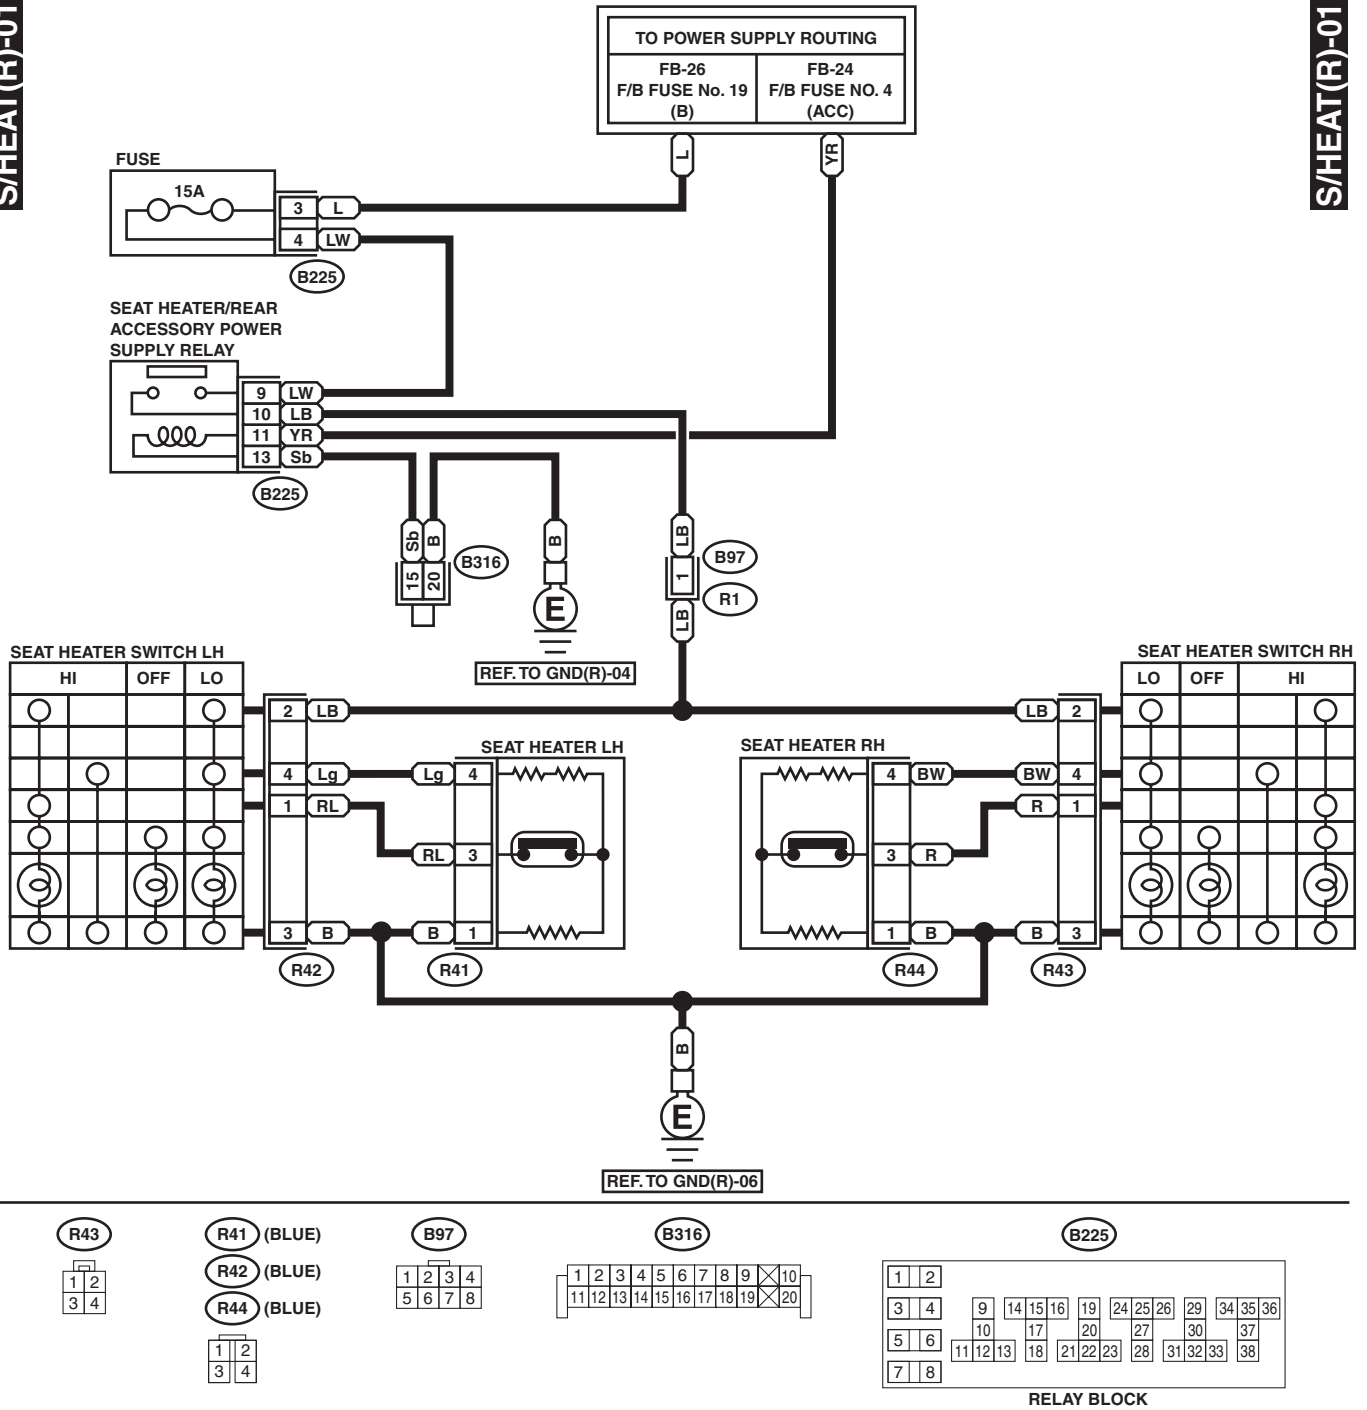 S/HEAT(R)-01
S/HEAT(R)-01
TO POWER SUPPLY ROUTING
FB-26
F/B FUSE No. 19
(B)
FB-24
F/B FUSE NO. 4
(ACC)
L
YR
FUSE
15A
3 L
4 LW
B225
SEAT HEATER/REAR
ACCESSORY POWER
SUPPLY RELAY
9 LW
10 LB
11 YR
13 Sb
B225
Sb B
15 20
B316
B
E
REF. TO GND(R)-04
LB
1
LB
B97
R1
SEAT HEATER SWITCH LH
HI OFF LO
2 LB
4 Lg
1 RL
3 B
R42
SEAT HEATER LH
Lg 4
RL 3
B 1
R41
SEAT HEATER RH
4 BW
3 R
1 B
R44
SEAT HEATER SWITCH RH
LO OFF HI
LB 2
BW 4
R 1
B 3
R43
B
E
REF. TO GND(R)-06
R43
1 2
3 4
R41 (BLUE)
R42 (BLUE)
R44 (BLUE)
1 2
3 4
B97
1 2 3 4
5 6 7 8
B316
1 2 3 4 5 6 7 8 9 10
11 12 13 14 15 16 17 18 19 20
B225
1 2
3 4 9 14 15 16 19 24 25 26 29 34 35 36
10 17 20 27 30 37
5 6 11 12 13 18 21 22 23 28 31 32 33 38
7 8
RELAY BLOCK